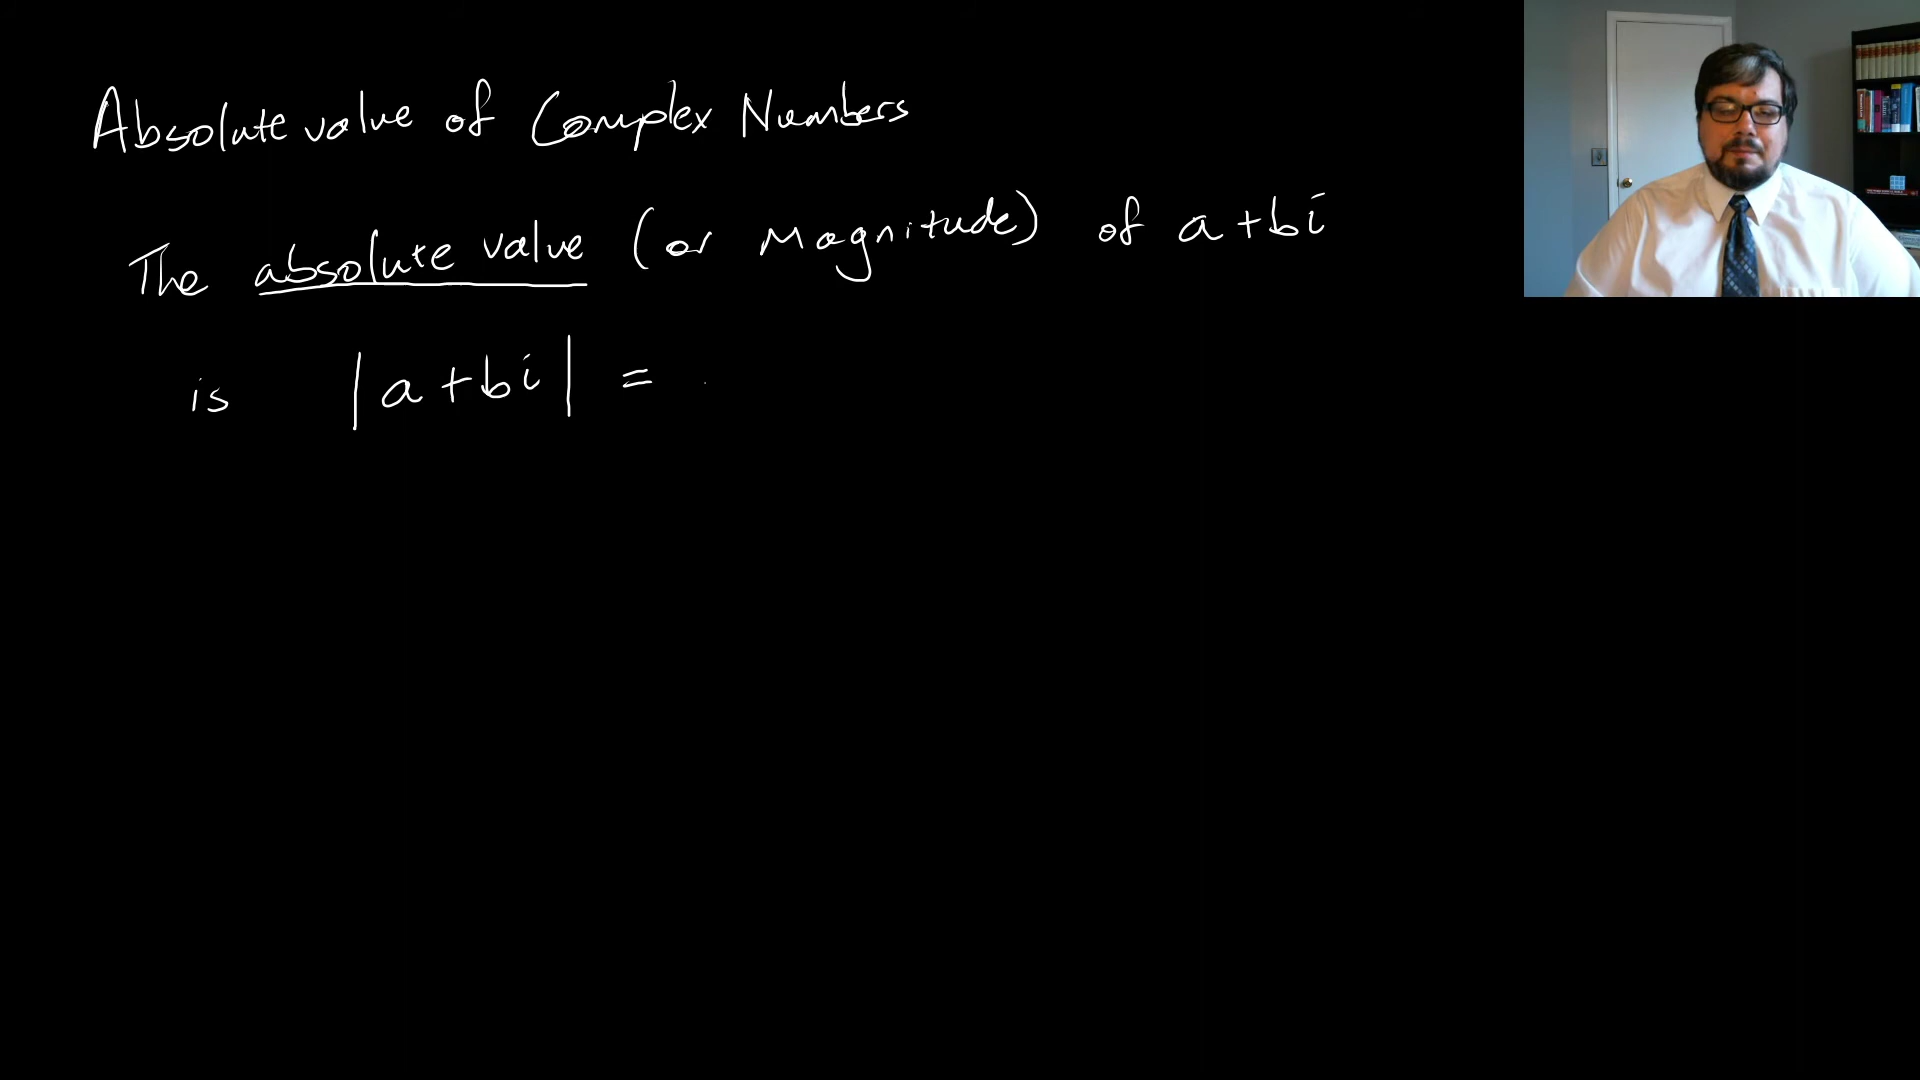 Absolute value of Complex Numbers
The absolute value (or Magnitude) of a+bi
is |a+bi| =